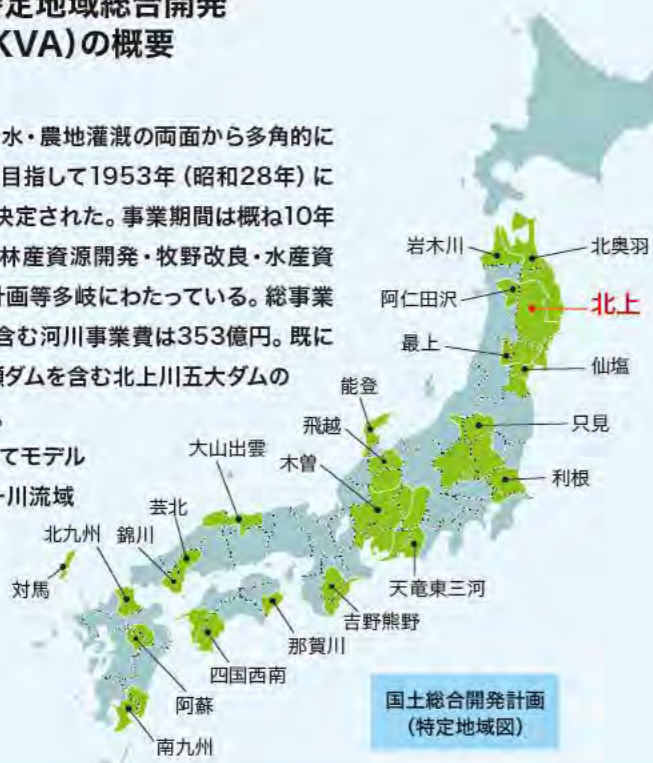 定地域総合開発
KVA）の概要
水・農地灌漑の両面から多角的に
目指して1953年（昭和28年）に
決定された。事業期間は概ね10年
林産資源開発・牧野改良・水産資
計画等多岐にわたっている。総事業
含む河川事業費は353億円。既に
ダムを含む北上川五大ダムの
てモデル
川流域
岩木川
北奥羽
阿仁田沢
北上
最上
仙塩
能登
只見
飛越
大山出雲
木曽
利根
芸北
北九州
錦川
対馬
天竜東三河
吉野熊野
那賀川
四国西南
阿蘇
南九州
国土総合開発計画
（特定地域図）